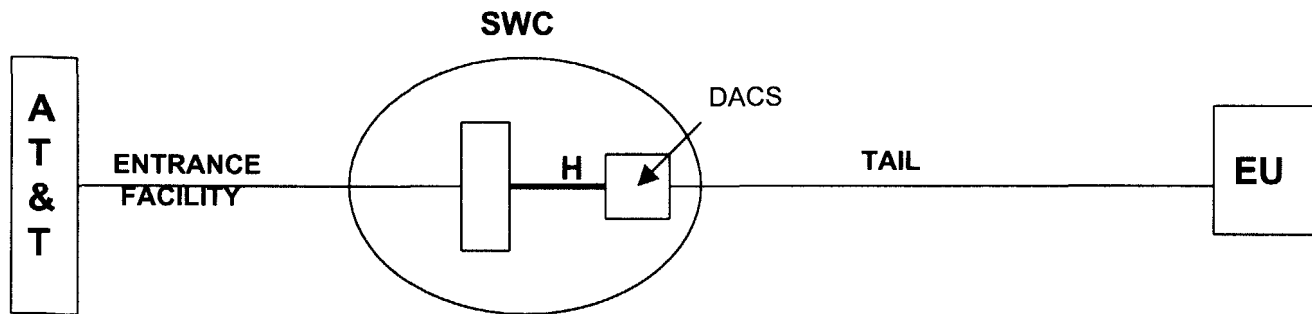 SWC
DACS
A
T
&
T
ENTRANCE
FACILITY
H
TAIL
EU